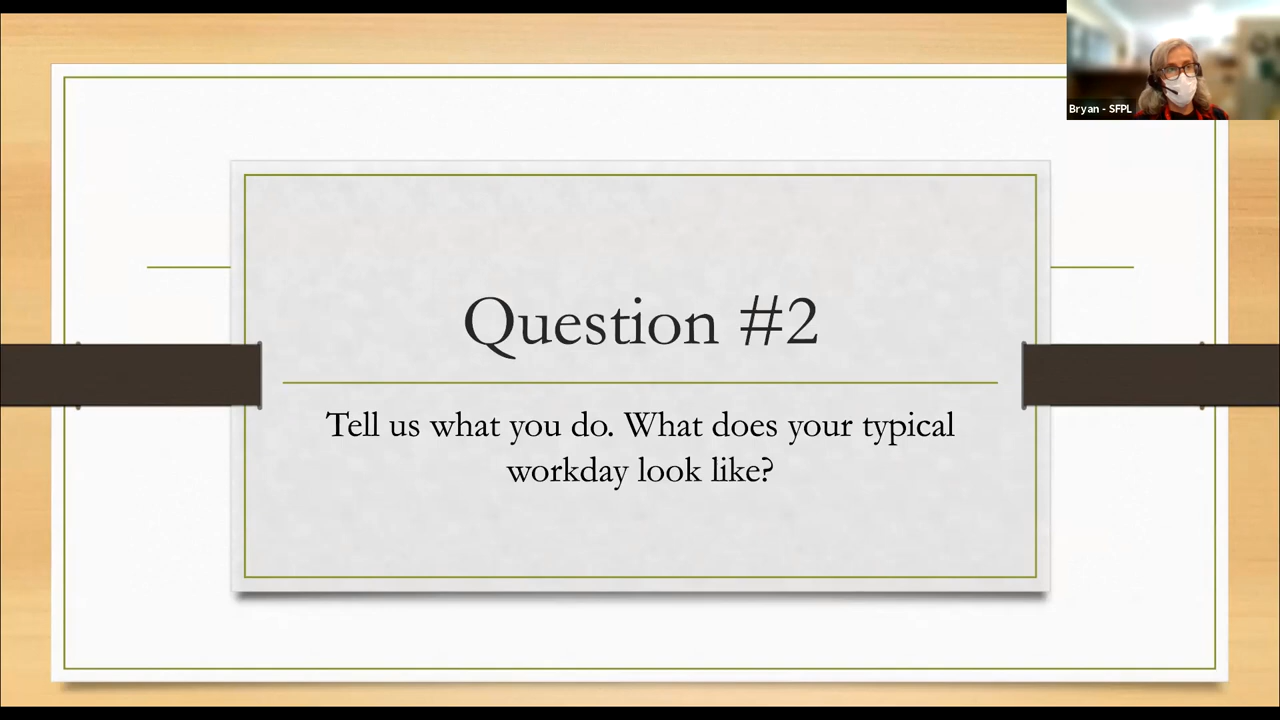 Bryan - SFPL
Question #2
Tell us what you do. What does your typical
workday look like?